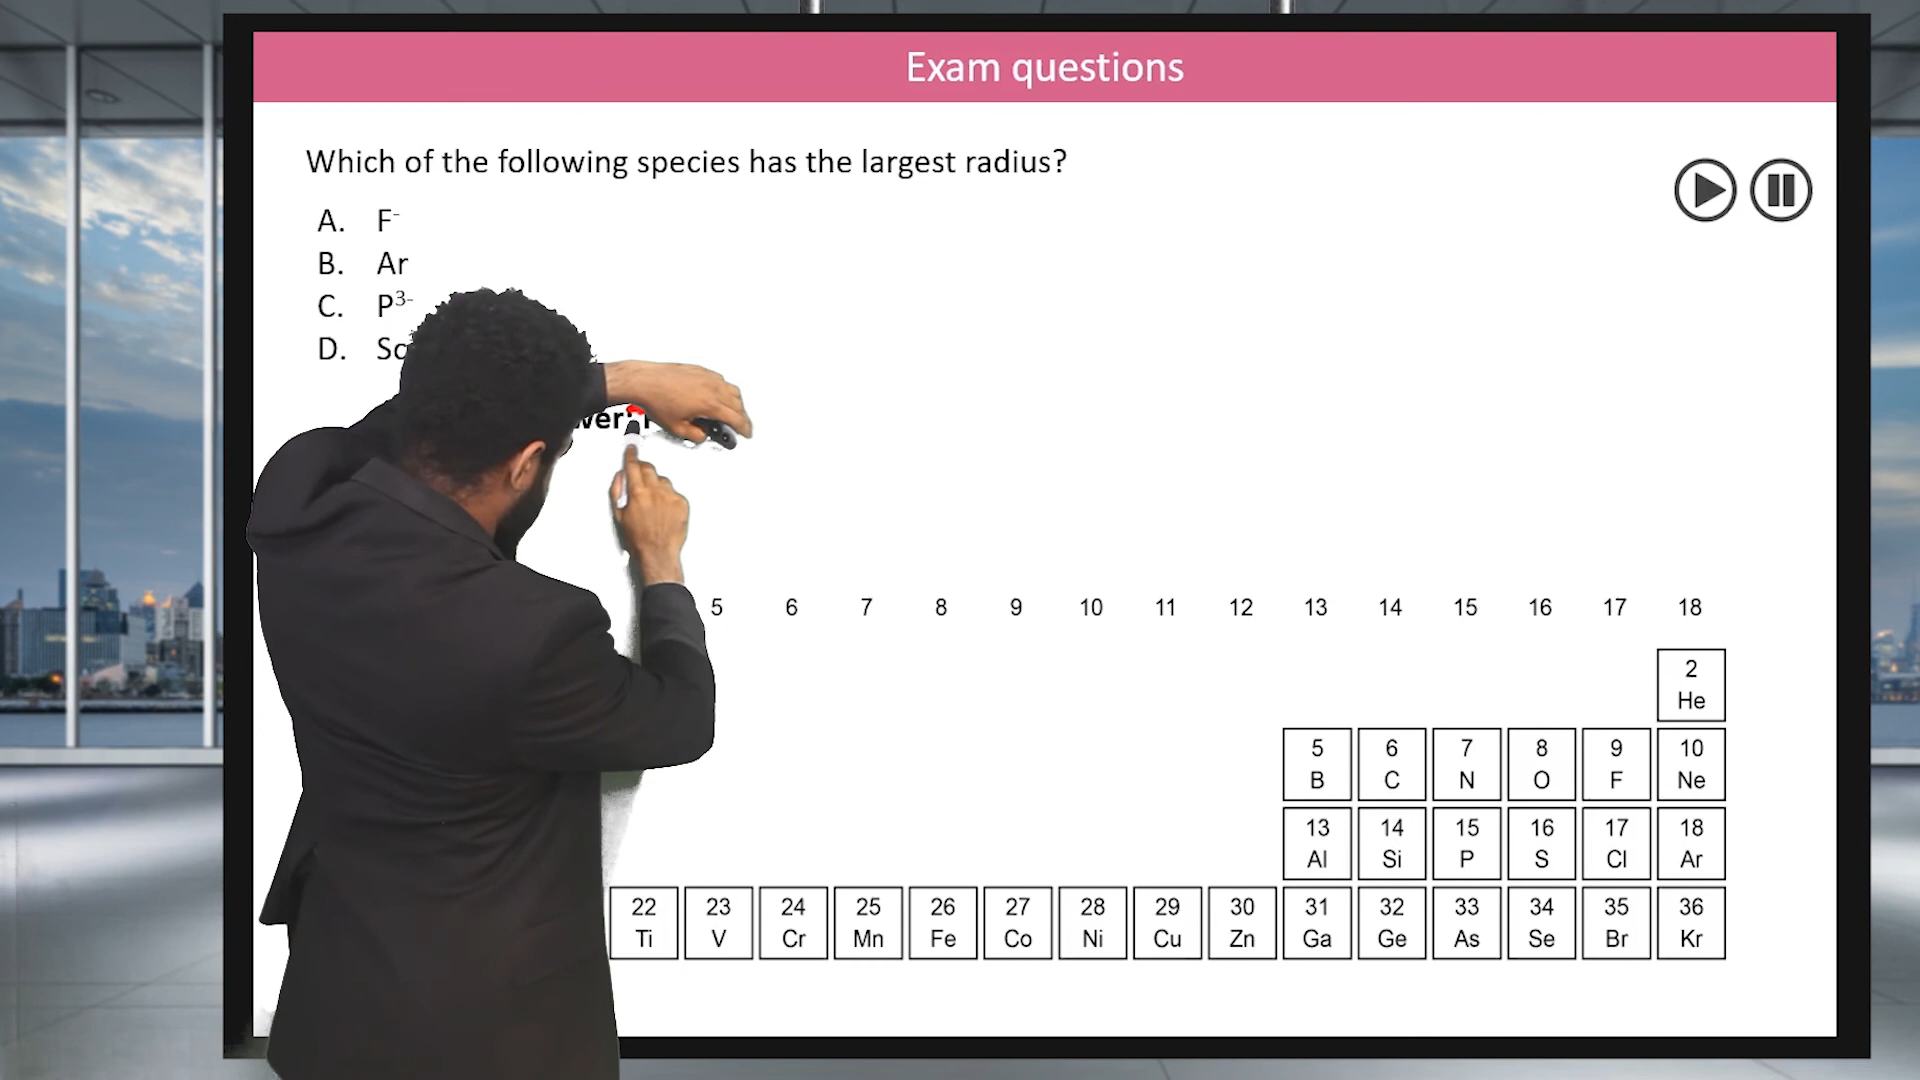 Exam questions
Which of the following species has the largest radius?
A. F⁻
B. Ar
C. P³⁻
D.
5 6 7 8 9 10 11 12 13 14 15 16 17 18
2
He
5 6 7 8 9 10
B C N O F Ne
13 14 15 16 17 18
Al Si P S Cl Ar
22 23 24 25 26 27 28 29 30 31 32 33 34 35 36
Ti V Cr Mn Fe Co Ni Cu Zn Ga Ge As Se Br Kr